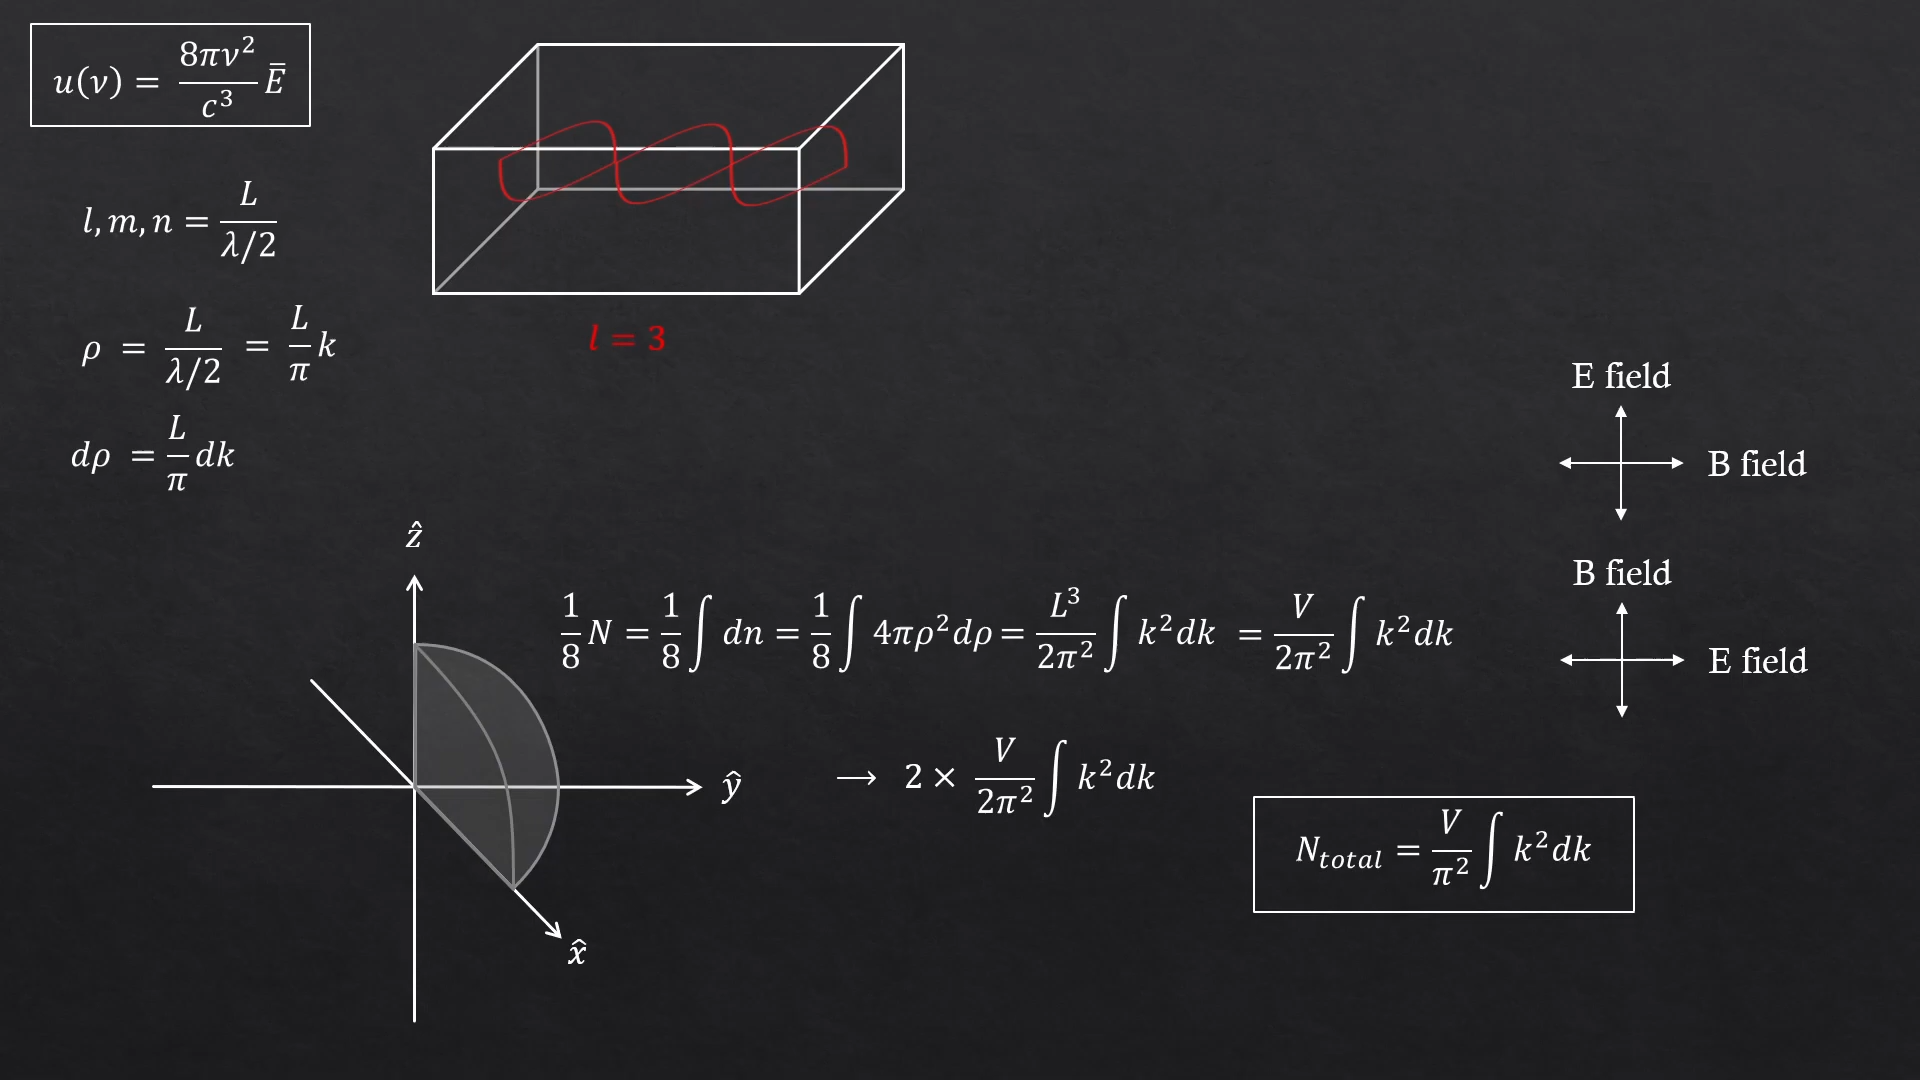 u(ν) = 8πν²/c³ Ē
l, m, n = L/(λ/2)
ρ = L/(λ/2) = L/π k
dρ = L/π dk
l = 3
E field
B field
B field
E field
ẑ
ŷ
x̂
1/8 N = 1/8 ∫ dn = 1/8 ∫ 4πρ²dρ = L³/2π² ∫ k²dk = V/2π² ∫ k²dk
→ 2 × V/2π² ∫ k²dk
N_total = V/π² ∫ k²dk